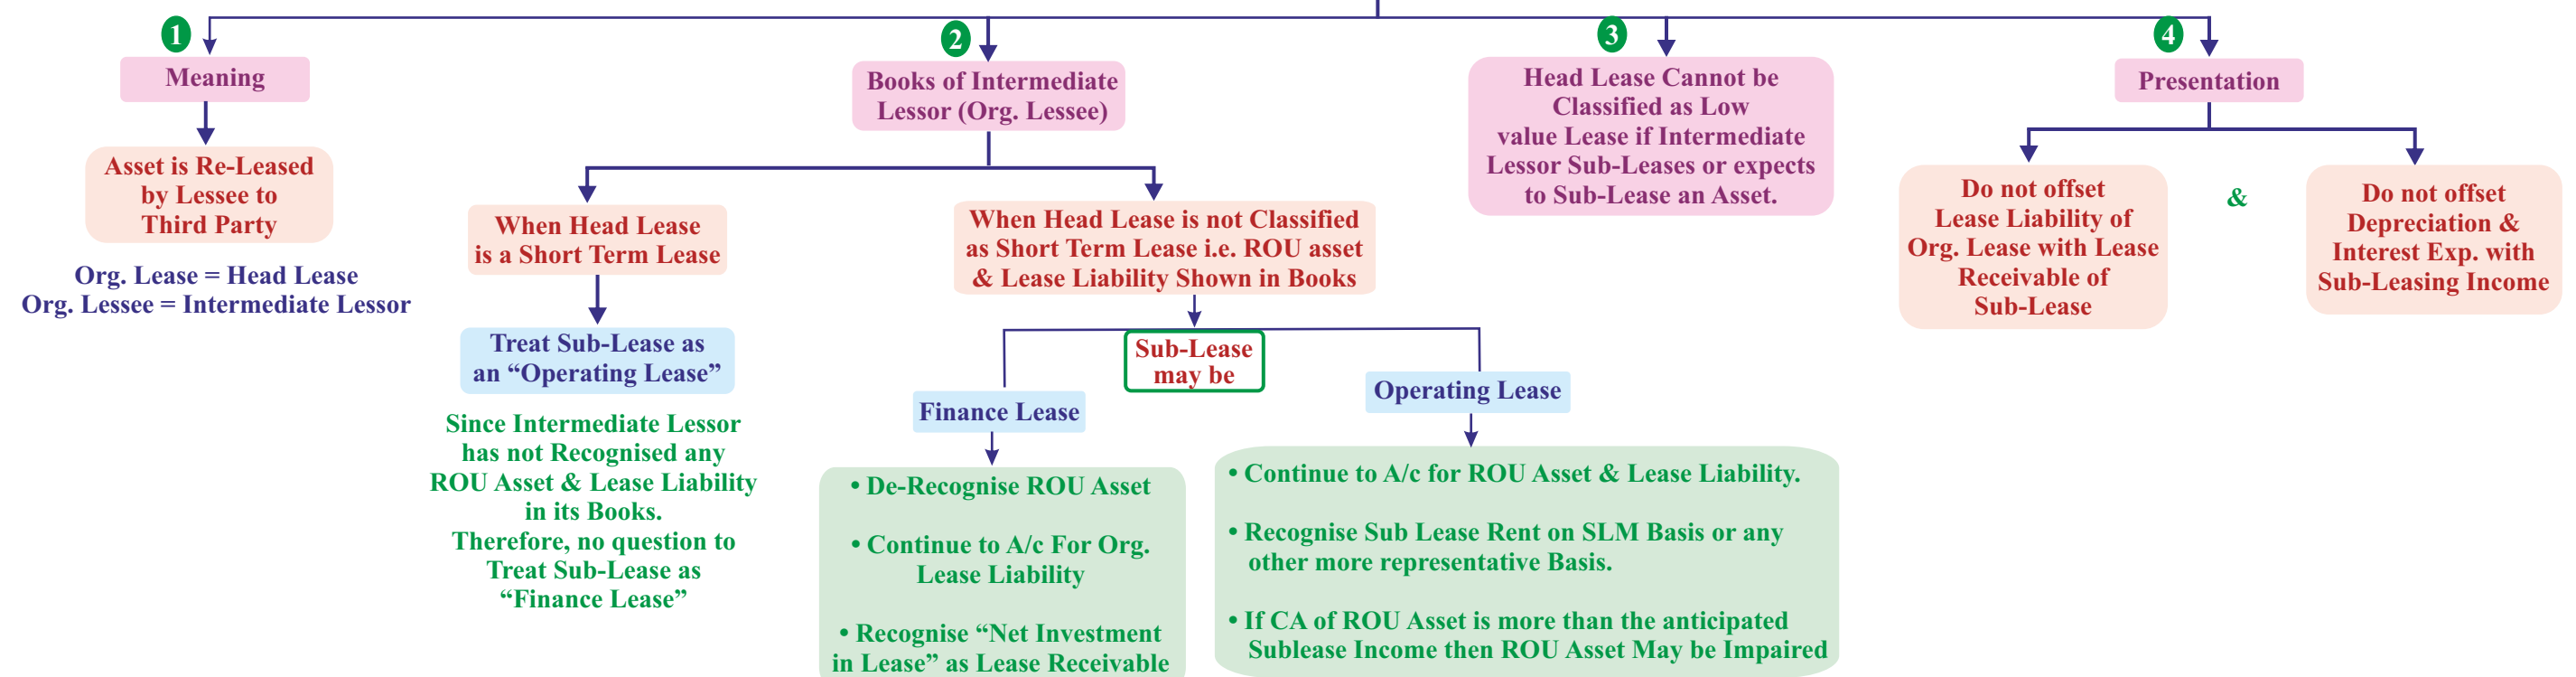 1
Meaning
Asset is Re-Leased
by Lessee to
Third Party
Org. Lease = Head Lease
Org. Lessee = Intermediate Lessor
2
Books of Intermediate
Lessor (Org. Lessee)
When Head Lease
is a Short Term Lease
Treat Sub-Lease as
an “Operating Lease”
Since Intermediate Lessor
has not Recognised any
ROU Asset & Lease Liability
in its Books.
Therefore, no question to
Treat Sub-Lease as
“Finance Lease”
When Head Lease is not Classified
as Short Term Lease i.e. ROU asset
& Lease Liability Shown in Books
Sub-Lease
may be
Finance Lease
• De-Recognise ROU Asset
• Continue to A/c For Org.
Lease Liability
• Recognise “Net Investment
in Lease” as Lease Receivable
Operating Lease
• Continue to A/c for ROU Asset & Lease Liability.
• Recognise Sub Lease Rent on SLM Basis or any
other more representative Basis.
• If CA of ROU Asset is more than the anticipated
Sublease Income then ROU Asset May be Impaired
3
Head Lease Cannot be
Classified as Low
value Lease if Intermediate
Lessor Sub-Leases or expects
to Sub-Lease an Asset.
4
Presentation
Do not offset
Lease Liability of
Org. Lease with Lease
Receivable of
Sub-Lease
&
Do not offset
Depreciation &
Interest Exp. with
Sub-Leasing Income